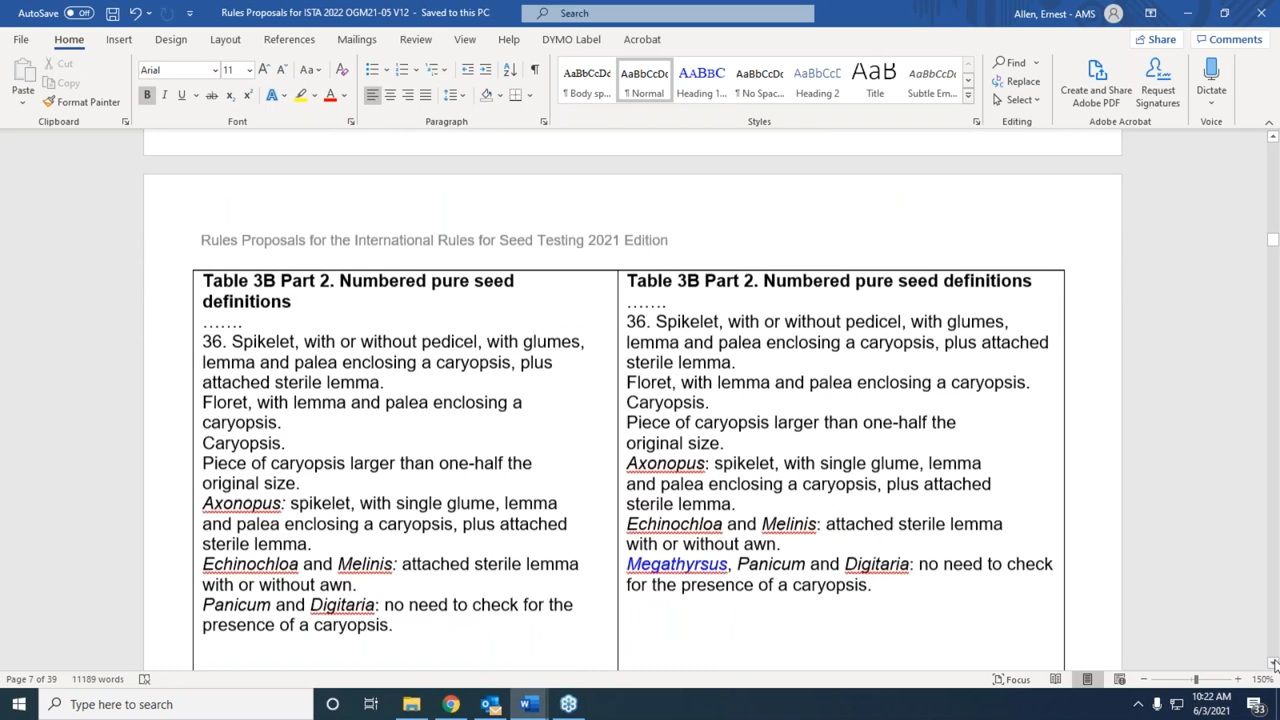 AutoSave Off
Rules Proposals for ISTA 2022 OGM21-05 V12 - Saved to this PC
Search
Allen, Ernest - AMS
File Home Insert Design Layout References Mailings Review View Help DYMO Label Acrobat
Share Comments
Paste
Cut
Copy
Format Painter
Clipboard
Arial 11
Font
Paragraph
AaBbCcDc AaBbCcDc AABBC AaBbCcDc AaBbCcC AaB AaBbCcDc
¶ Body sp... ¶ Normal Heading 1... ¶ No Spac... Heading 2 Title Subtle Em...
Styles
Find
Replace
Select
Editing
Create and Share Adobe PDF
Request Signatures
Adobe Acrobat
Dictate
Voice
Rules Proposals for the International Rules for Seed Testing 2021 Edition
Table 3B Part 2. Numbered pure seed
definitions
.......
36. Spikelet, with or without pedicel, with glumes,
lemma and palea enclosing a caryopsis, plus
attached sterile lemma.
Floret, with lemma and palea enclosing a
caryopsis.
Caryopsis.
Piece of caryopsis larger than one-half the
original size.
Axonopus: spikelet, with single glume, lemma
and palea enclosing a caryopsis, plus attached
sterile lemma.
Echinochloa and Melinis: attached sterile lemma
with or without awn.
Panicum and Digitaria: no need to check for the
presence of a caryopsis.
Table 3B Part 2. Numbered pure seed definitions
.......
36. Spikelet, with or without pedicel, with glumes,
lemma and palea enclosing a caryopsis, plus attached
sterile lemma.
Floret, with lemma and palea enclosing a caryopsis.
Caryopsis.
Piece of caryopsis larger than one-half the
original size.
Axonopus: spikelet, with single glume, lemma
and palea enclosing a caryopsis, plus attached
sterile lemma.
Echinochloa and Melinis: attached sterile lemma
with or without awn.
Megathyrsus, Panicum and Digitaria: no need to check
for the presence of a caryopsis.
Page 7 of 39 11189 words
Focus
150%
Type here to search
10:22 AM
6/3/2021
33